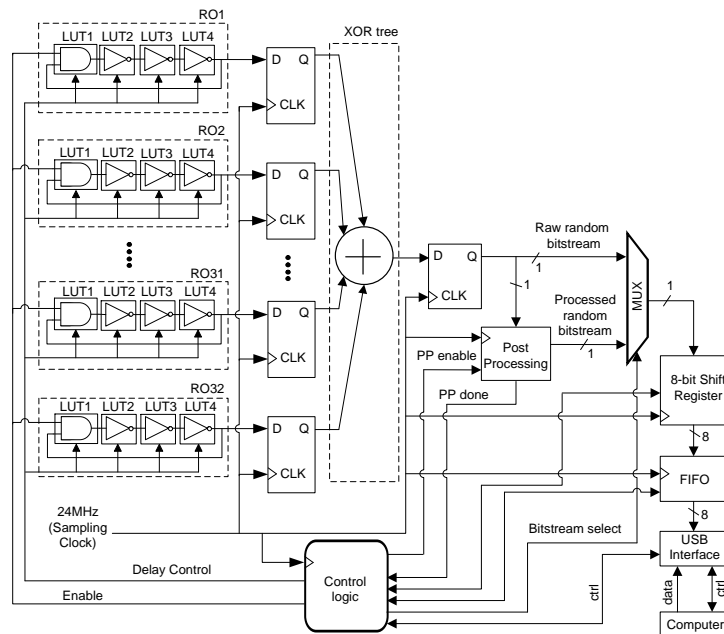 RO1
LUT1 LUT2 LUT3 LUT4
D Q
CLK
XOR tree
RO2
LUT1 LUT2 LUT3 LUT4
D Q
CLK
RO31
LUT1 LUT2 LUT3 LUT4
D Q
CLK
RO32
LUT1 LUT2 LUT3 LUT4
D Q
CLK
D Q
CLK
Raw random
bitstream
1
1
Processed
random
bitstream
1
MUX
1
Post
Processing
PP enable
PP done
8-bit Shift
Register
8
FIFO
8
USB
Interface
24MHz
(Sampling
Clock)
Bitstream select
Delay Control
Enable
Control
logic
ctrl
data
ctrl
Computer